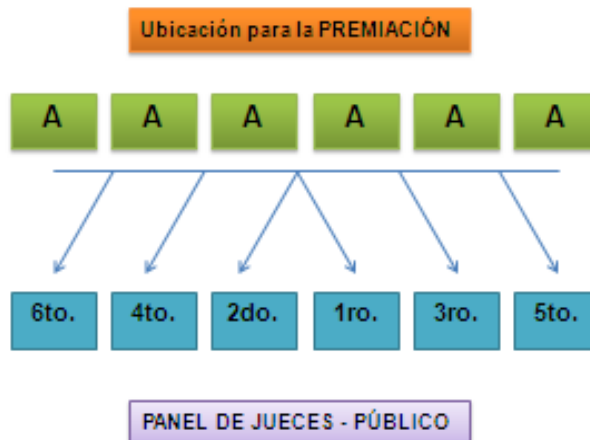 Ubicación para la PREMIACIÓN
A A A A A A
6to. 4to. 2do. 1ro. 3ro. 5to.
PANEL DE JUECES - PÚBLICO